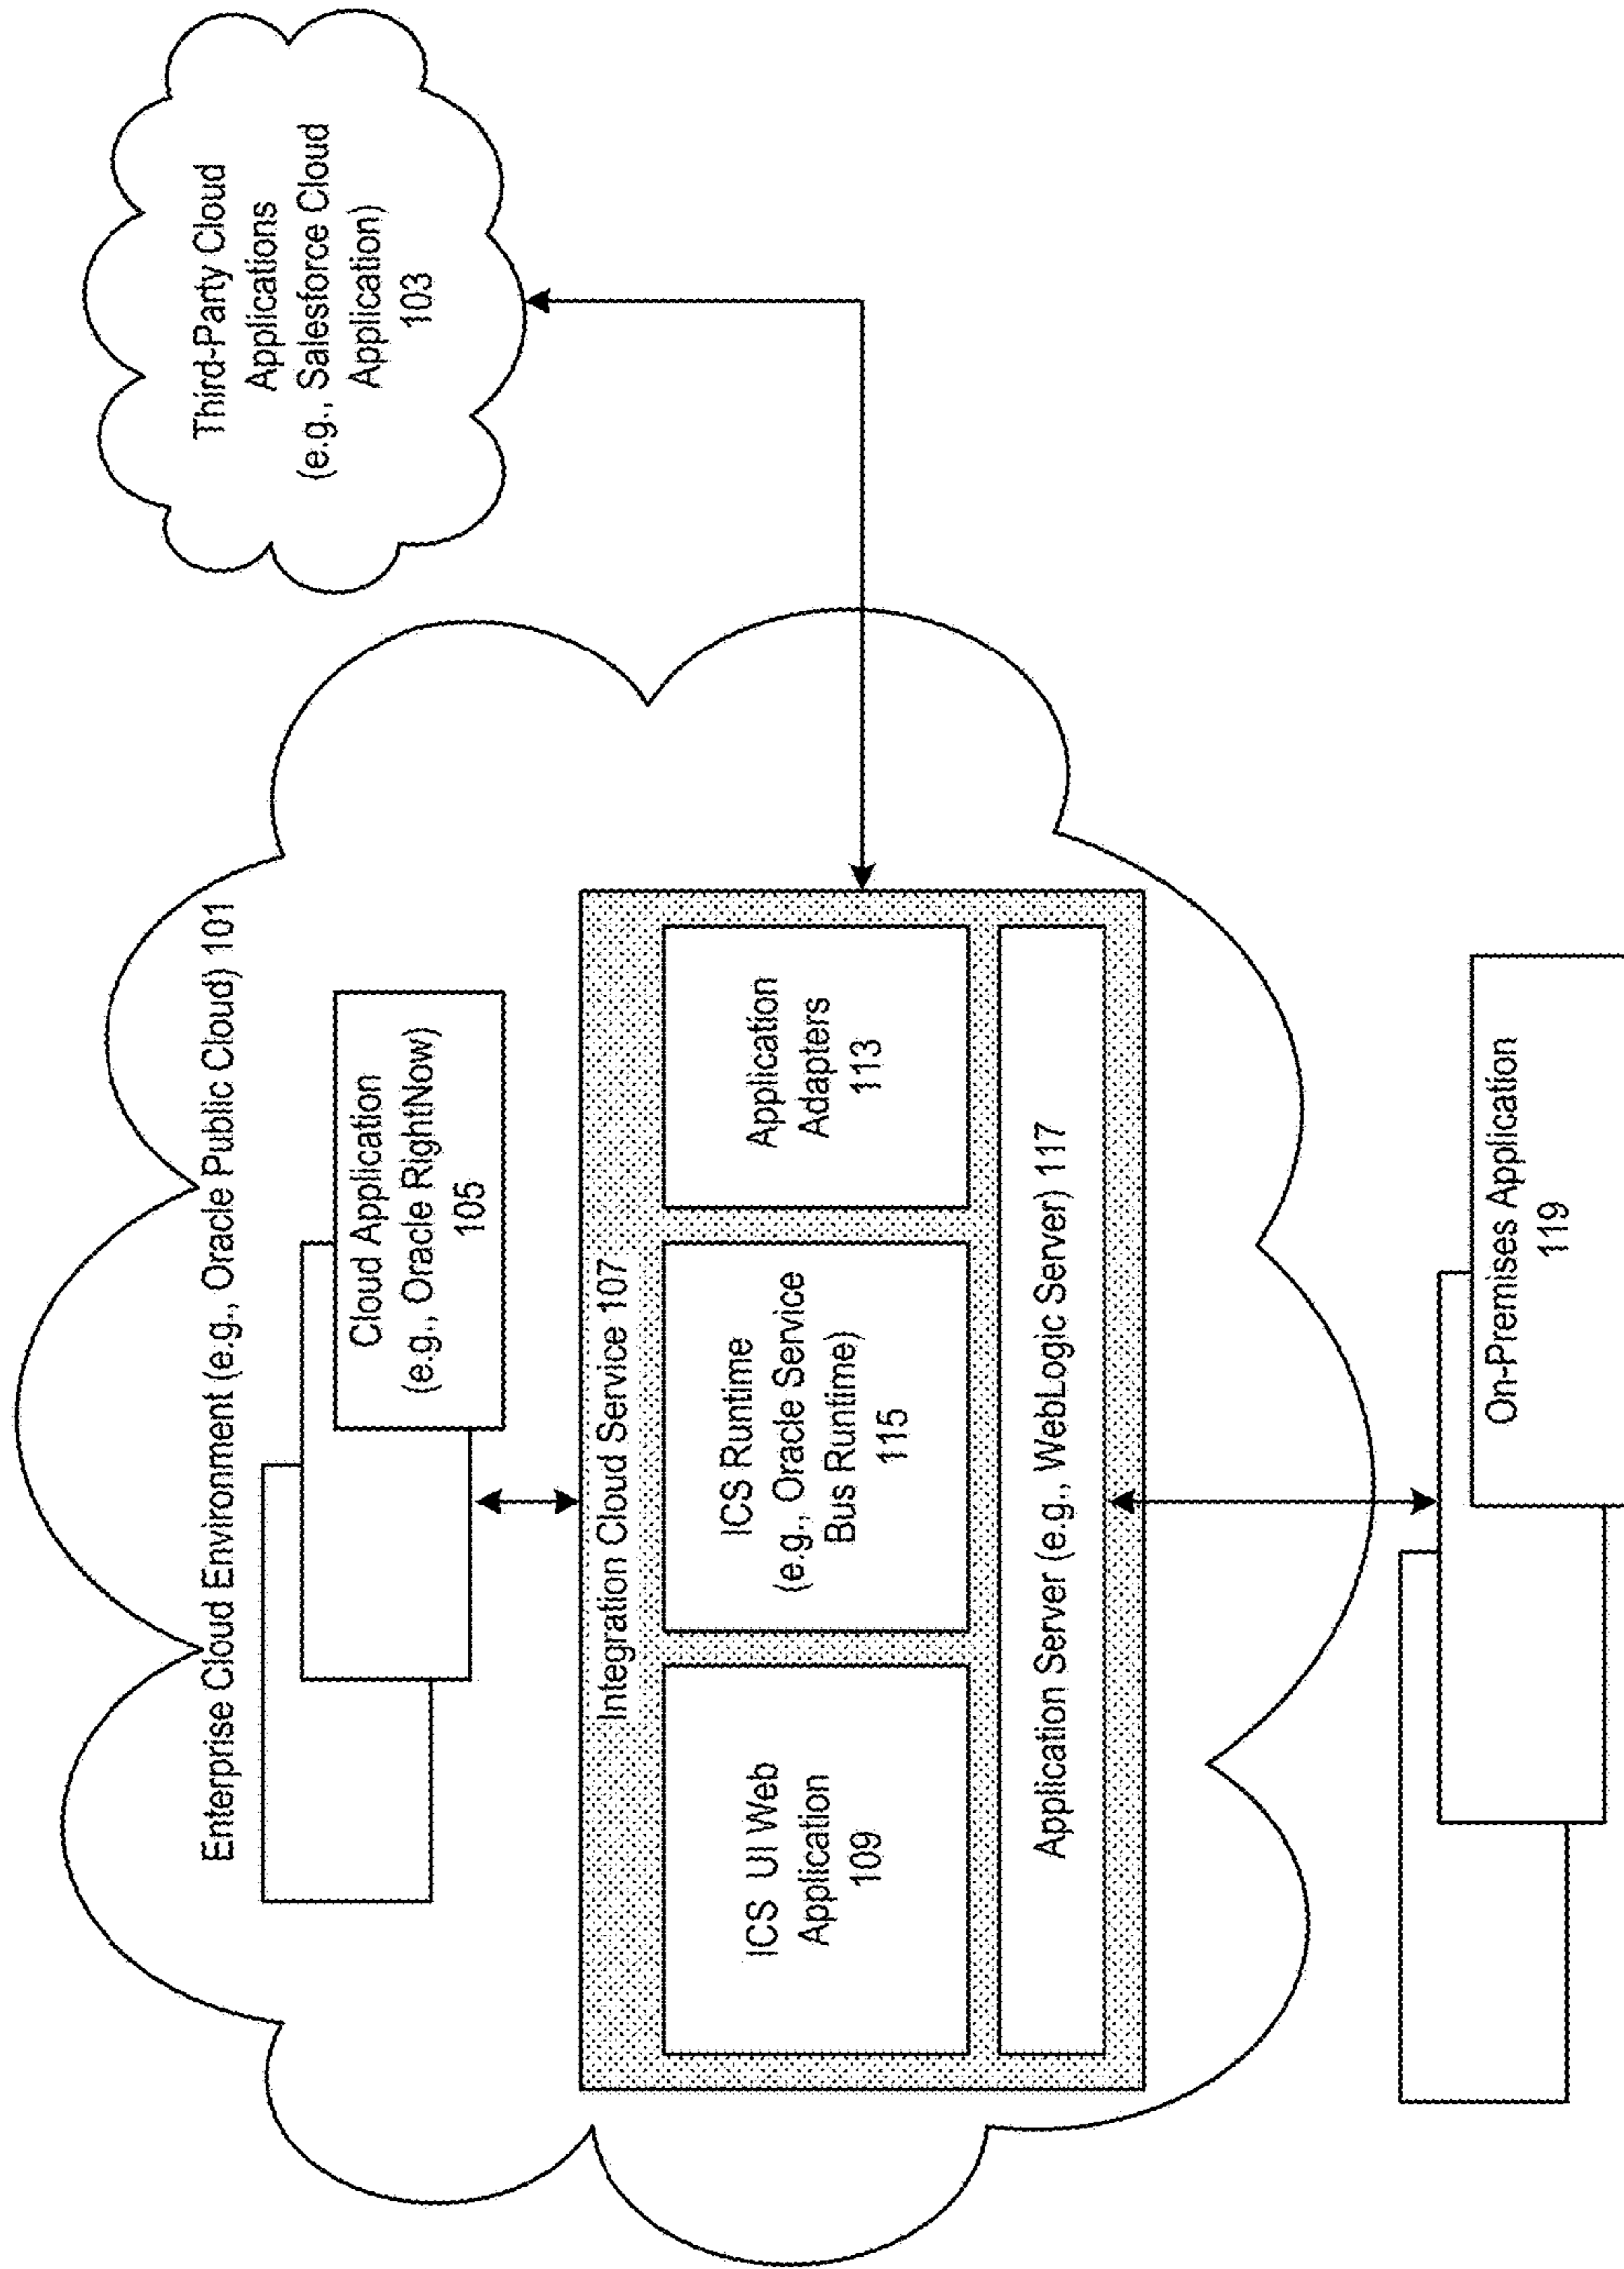 Third-Party Cloud
Applications
(e.g., Salesforce Cloud
Application)
103
Enterprise Cloud Environment (e.g., Oracle Public Cloud) 101
Cloud Application
(e.g., Oracle RightNow)
105
Integration Cloud Service 107
ICS UI Web
Application
109
ICS Runtime
(e.g., Oracle Service
Bus Runtime)
115
Application
Adapters
113
Application Server (e.g., WebLogic Server) 117
On-Premises Application
119